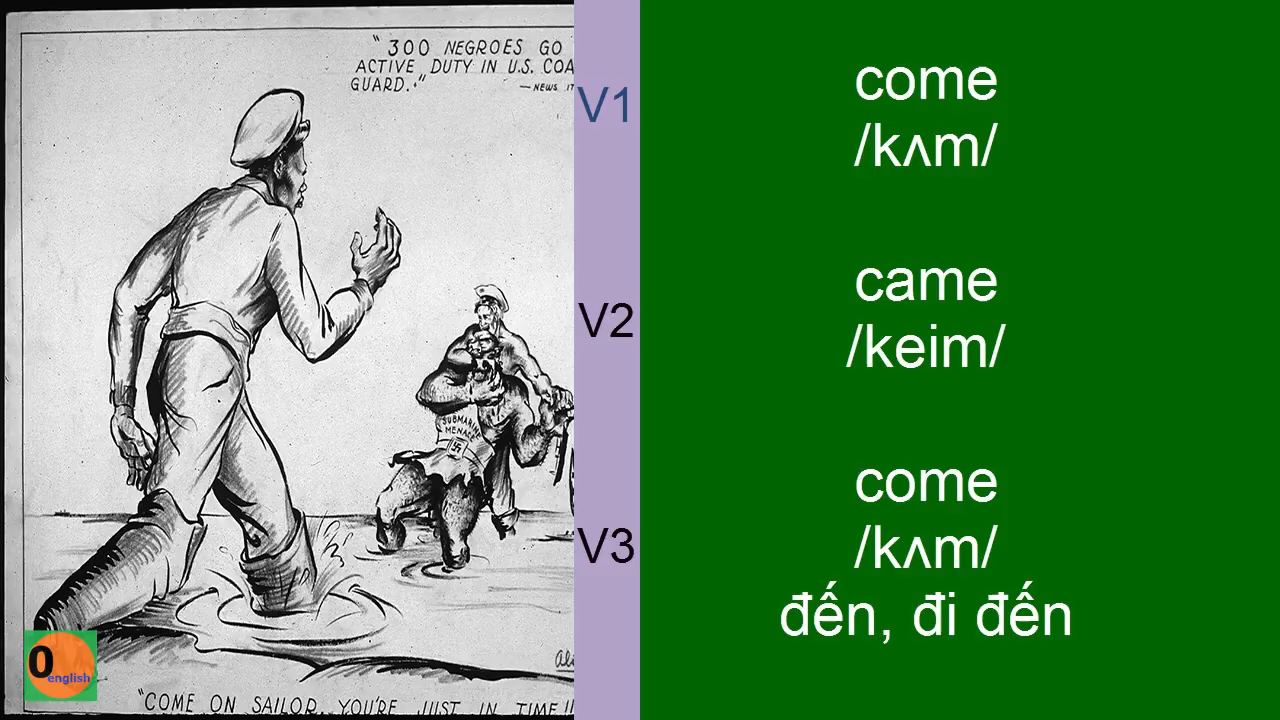 "300 NEGROES GO
ACTIVE DUTY IN U.S. COA
GUARD."
— NEWS IT
SUBMARINE
MENACE
"COME ON SAILOR, YOU'RE JUST IN TIME!!
0
english
V1
V2
V3
come
/kʌm/
came
/keim/
come
/kʌm/
đến, đi đến